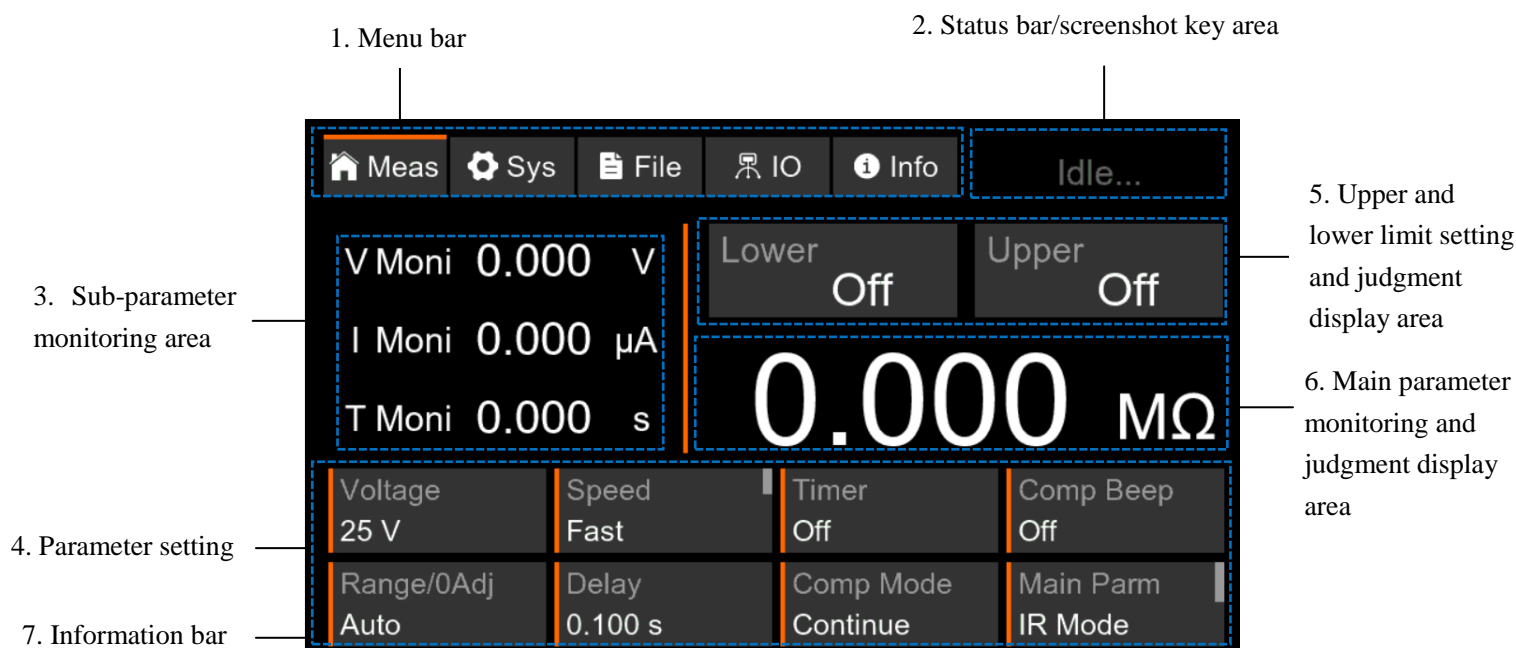 1. Menu bar
2. Status bar/screenshot key area
Meas Sys File IO Info Idle...
V Moni 0.000 V
I Moni 0.000 µA
T Moni 0.000 s
Lower
Off
Upper
Off
0.000 MΩ
3. Sub-parameter
monitoring area
5. Upper and
lower limit setting
and judgment
display area
6. Main parameter
monitoring and
judgment display
area
4. Parameter setting
7. Information bar
Voltage
25 V
Speed
Fast
Timer
Off
Comp Beep
Off
Range/0Adj
Auto
Delay
0.100 s
Comp Mode
Continue
Main Parm
IR Mode